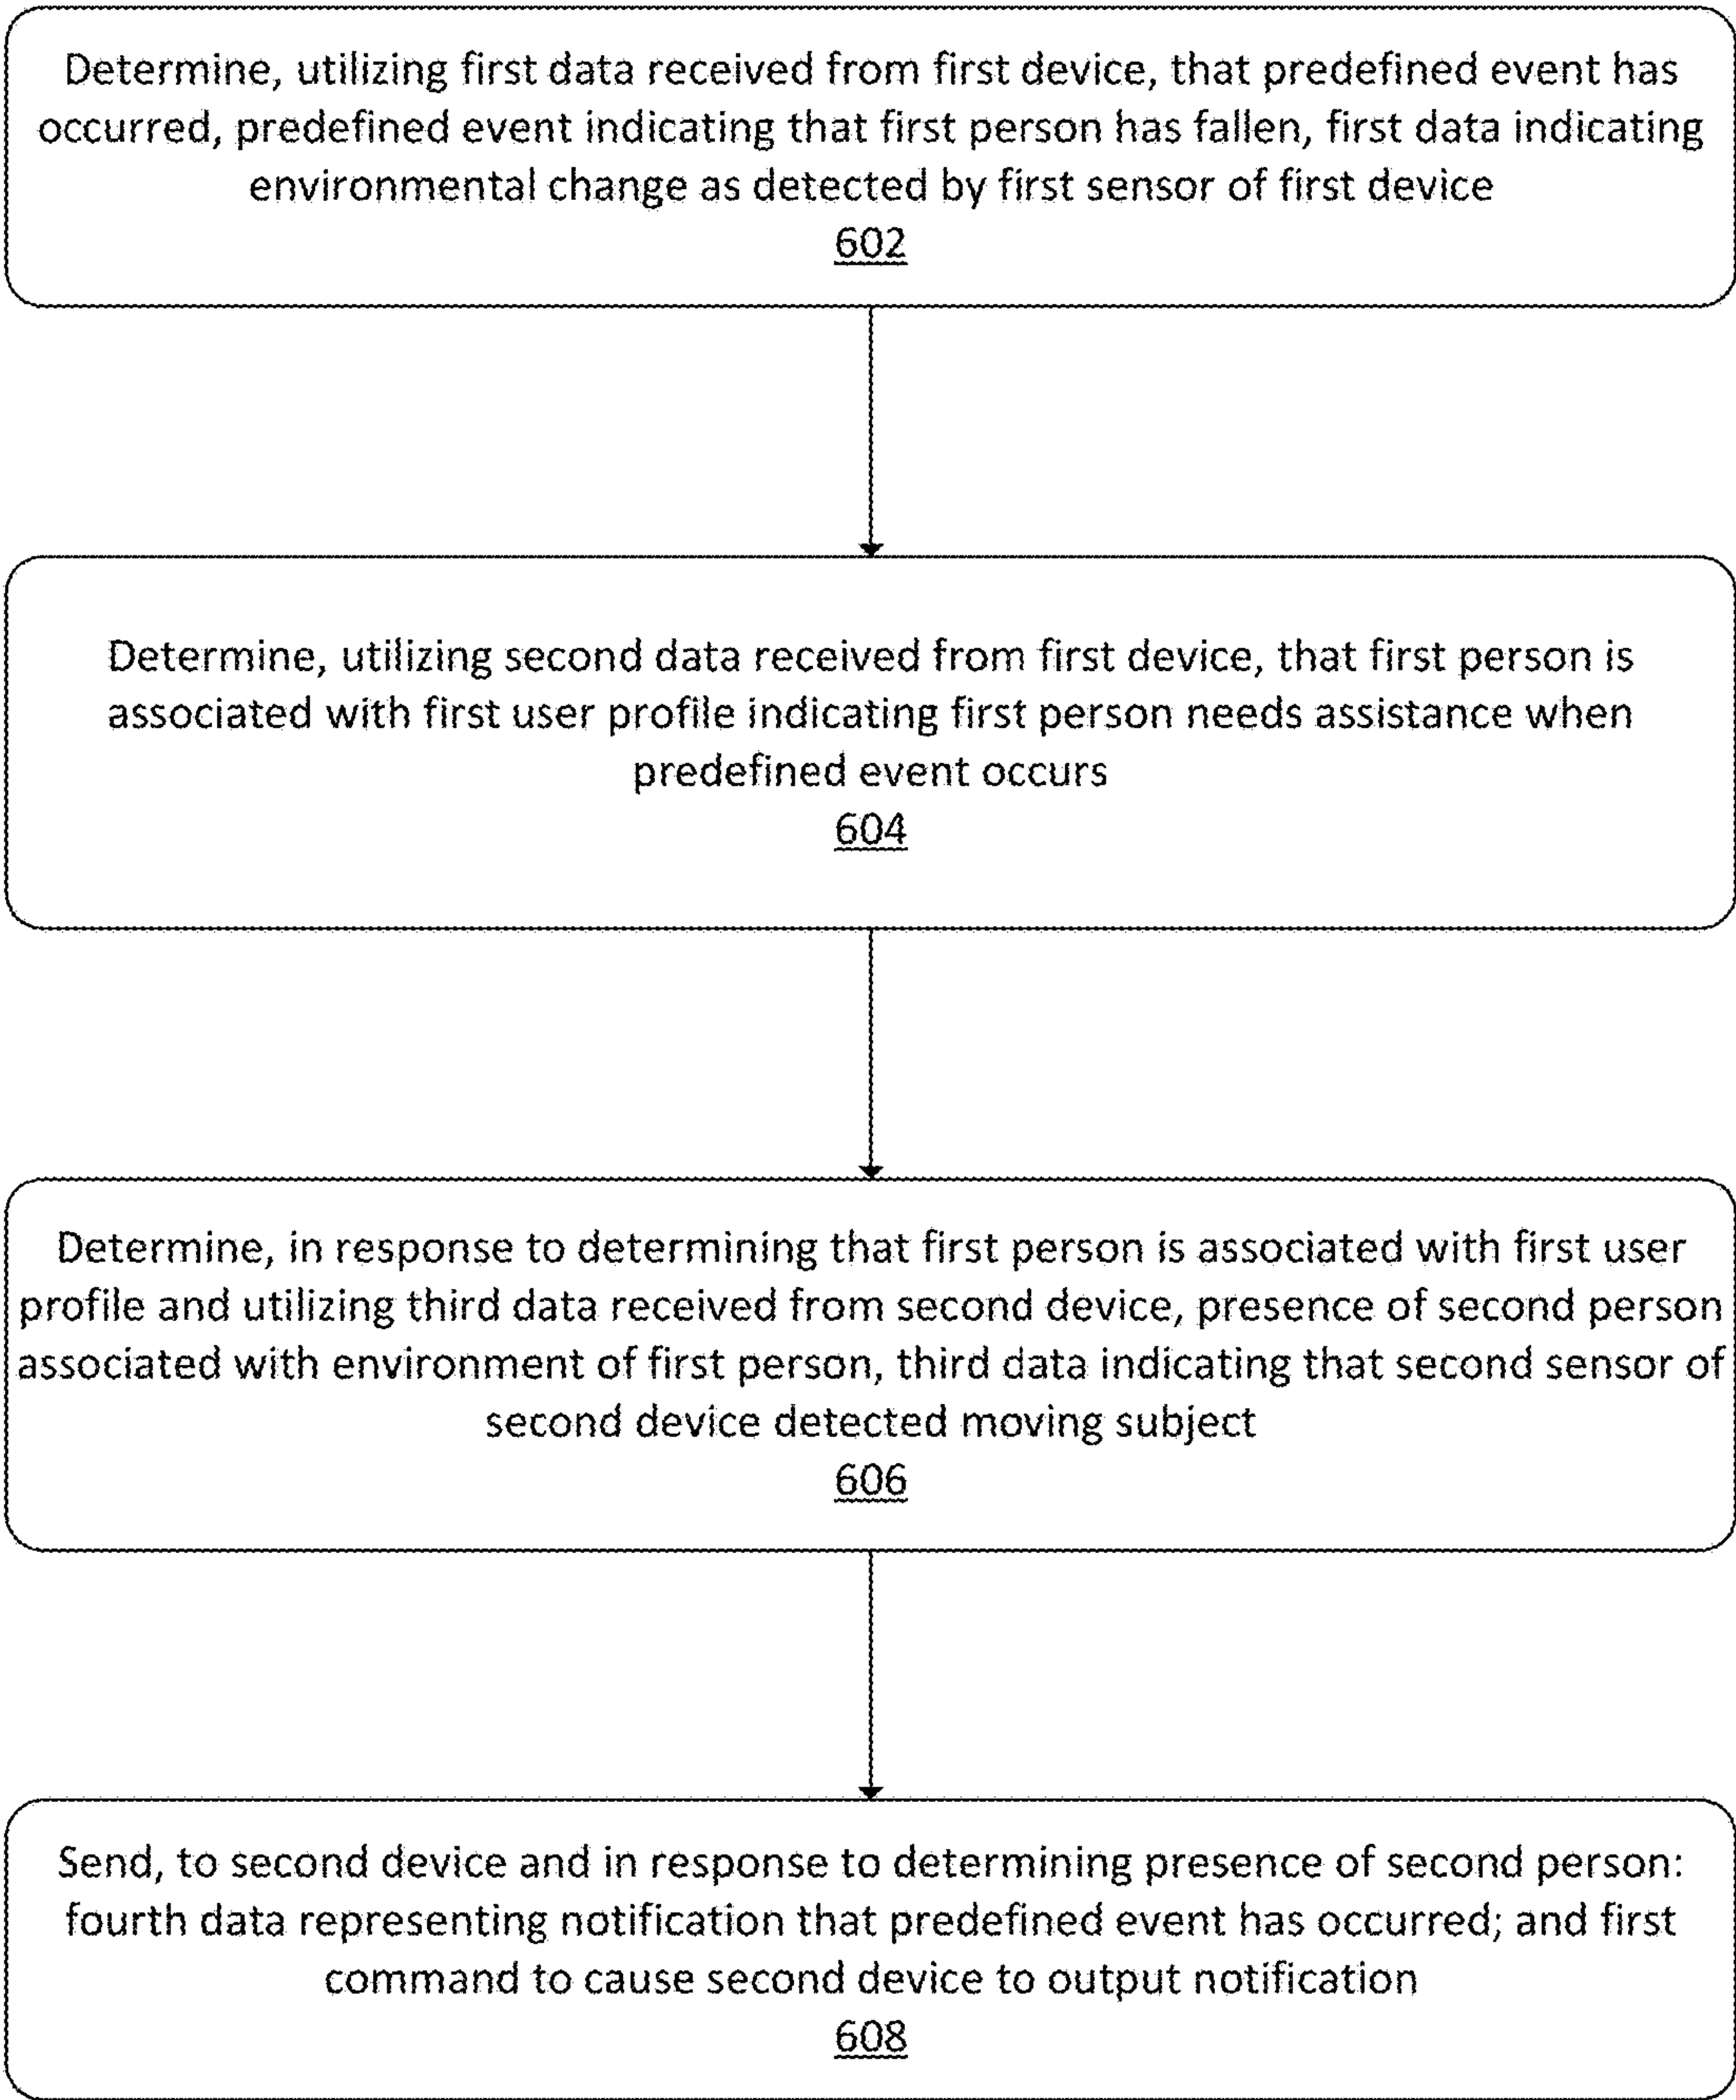 Determine, utilizing first data received from first device, that predefined event has
occurred, predefined event indicating that first person has fallen, first data indicating
environmental change as detected by first sensor of first device
602
Determine, utilizing second data received from first device, that first person is
associated with first user profile indicating first person needs assistance when
predefined event occurs
604
Determine, in response to determining that first person is associated with first user
profile and utilizing third data received from second device, presence of second person
associated with environment of first person, third data indicating that second sensor of
second device detected moving subject
606
Send, to second device and in response to determining presence of second person:
fourth data representing notification that predefined event has occurred; and first
command to cause second device to output notification
608